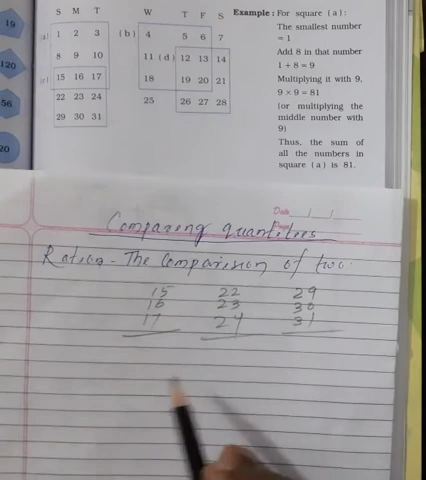 19
120
56
20
S M T W T F S
(a) 1 2 3 (b) 4 5 6 7
8 9 10 11 (d) 12 13 14
(c) 15 16 17 18 19 20 21
22 23 24 25 26 27 28
29 30 31
Example : For square (a) :
The smallest number
= 1
Add 8 in that number
1 + 8 = 9
Multiplying it with 9,
9 × 9 = 81
(or multiplying the
middle number with
9)
Thus, the sum of
all the numbers in
square (a) is 81.
Date
Comparing quantities
Ration - The Comparision of two.
15 22 29
16 23 30
17 24 31